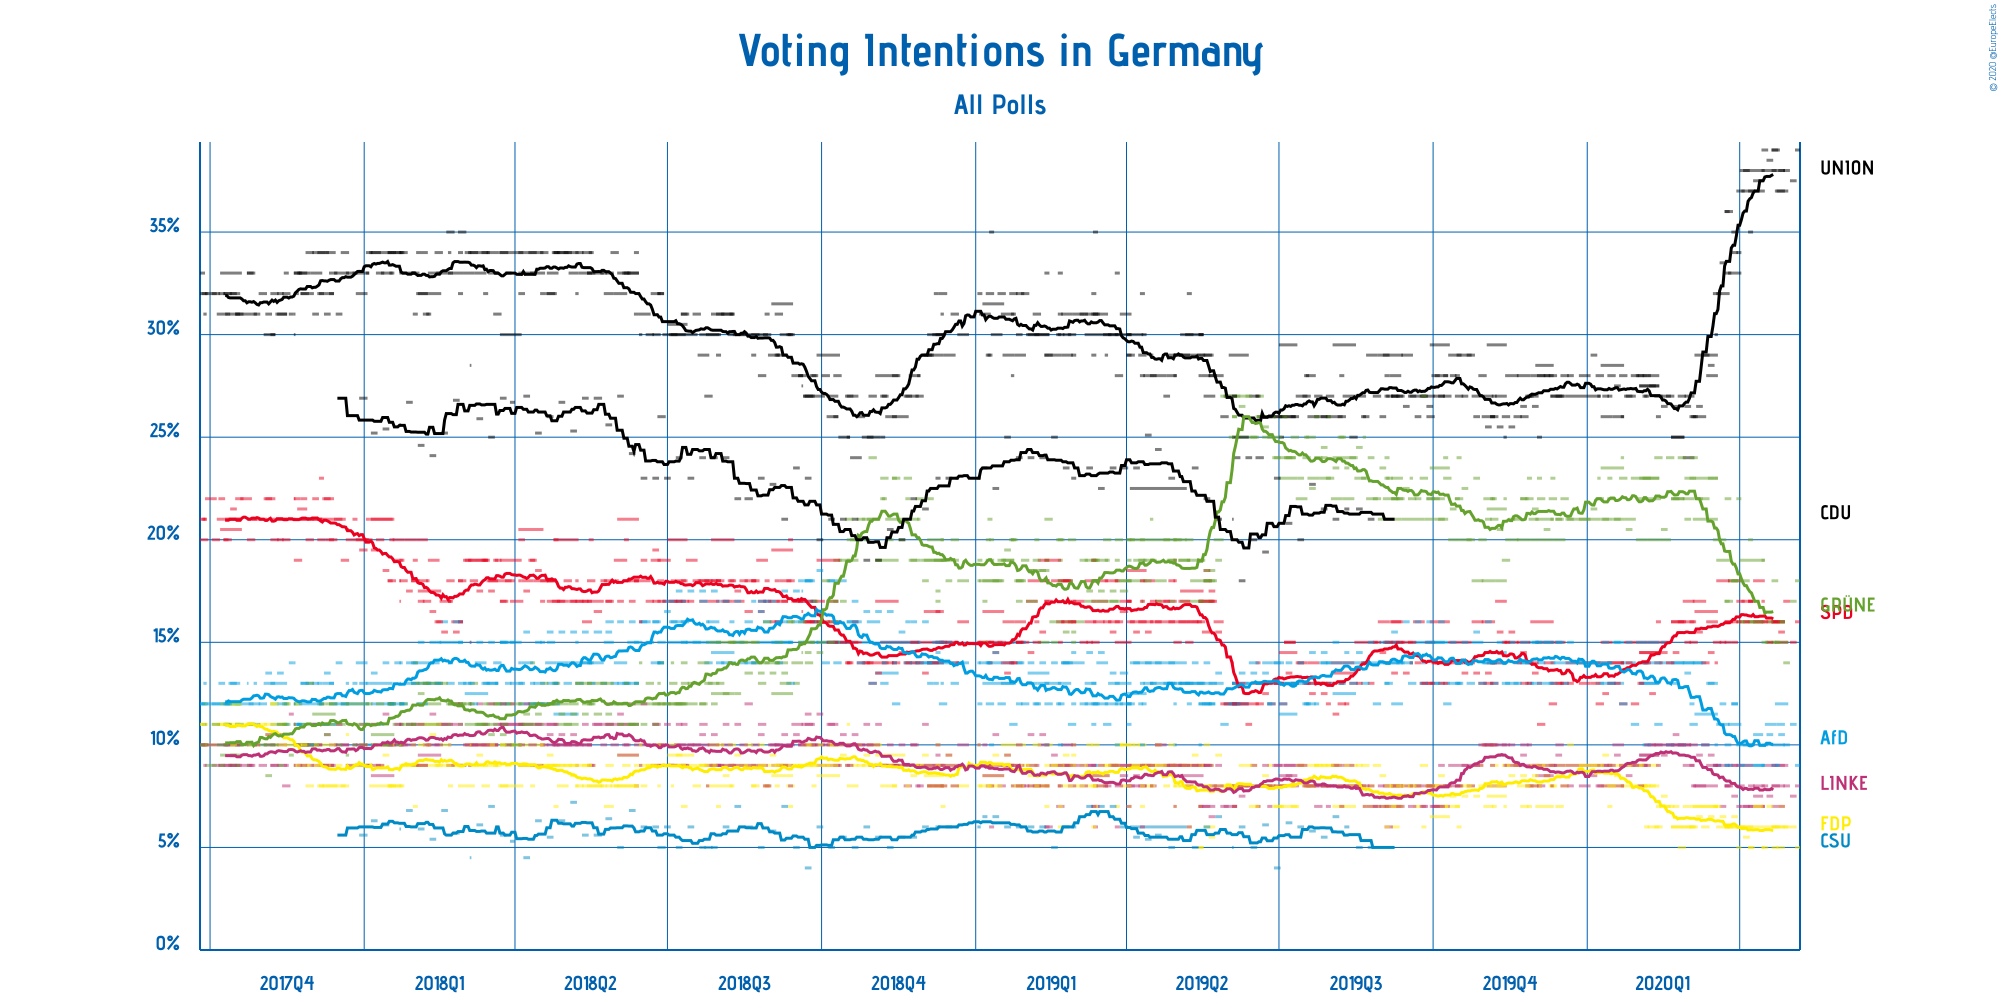 Voting Intentions in Germany
All Polls
© 2020 @EuropeElects
35%
30%
25%
20%
15%
10%
5%
0%
UNION
CDU
GRÜNE
SPD
AfD
LINKE
FDP
CSU
2017Q4 2018Q1 2018Q2 2018Q3 2018Q4 2019Q1 2019Q2 2019Q3 2019Q4 2020Q1